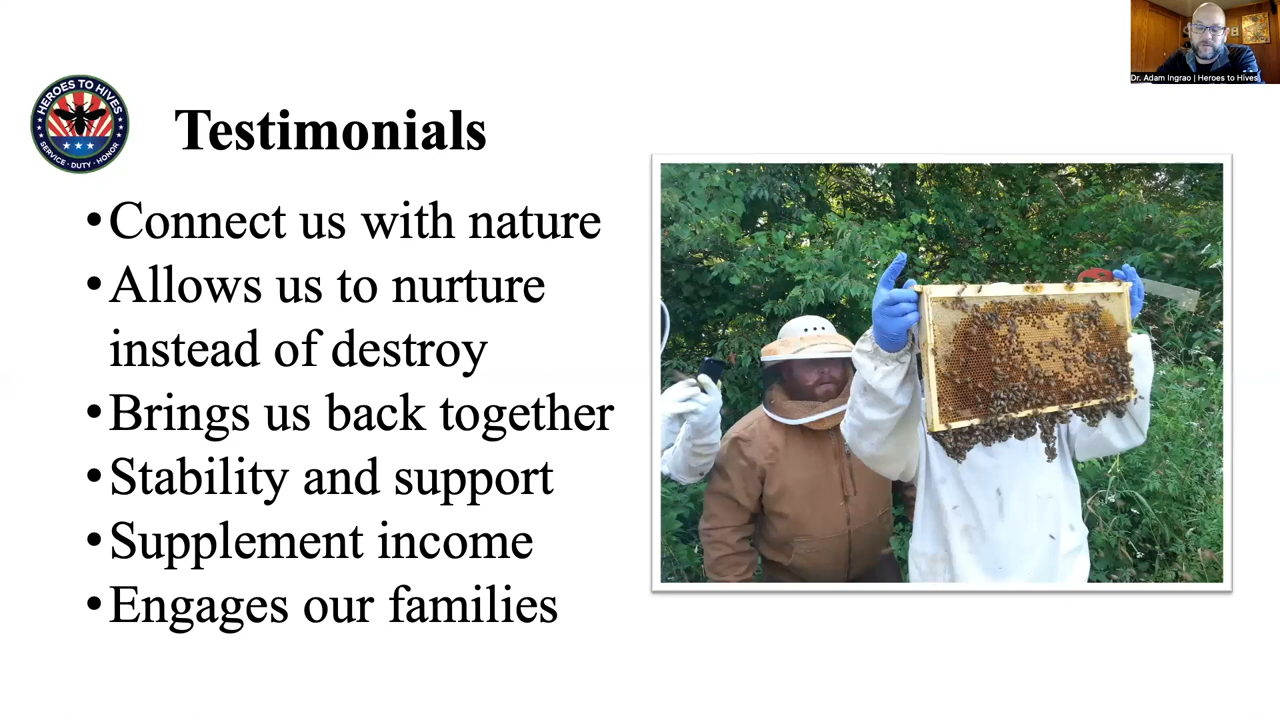 HEROES TO HIVES
SERVICE · DUTY · HONOR
Testimonials
•Connect us with nature
•Allows us to nurture
instead of destroy
•Brings us back together
•Stability and support
•Supplement income
•Engages our families
Dr. Adam Ingrao | Heroes to Hives